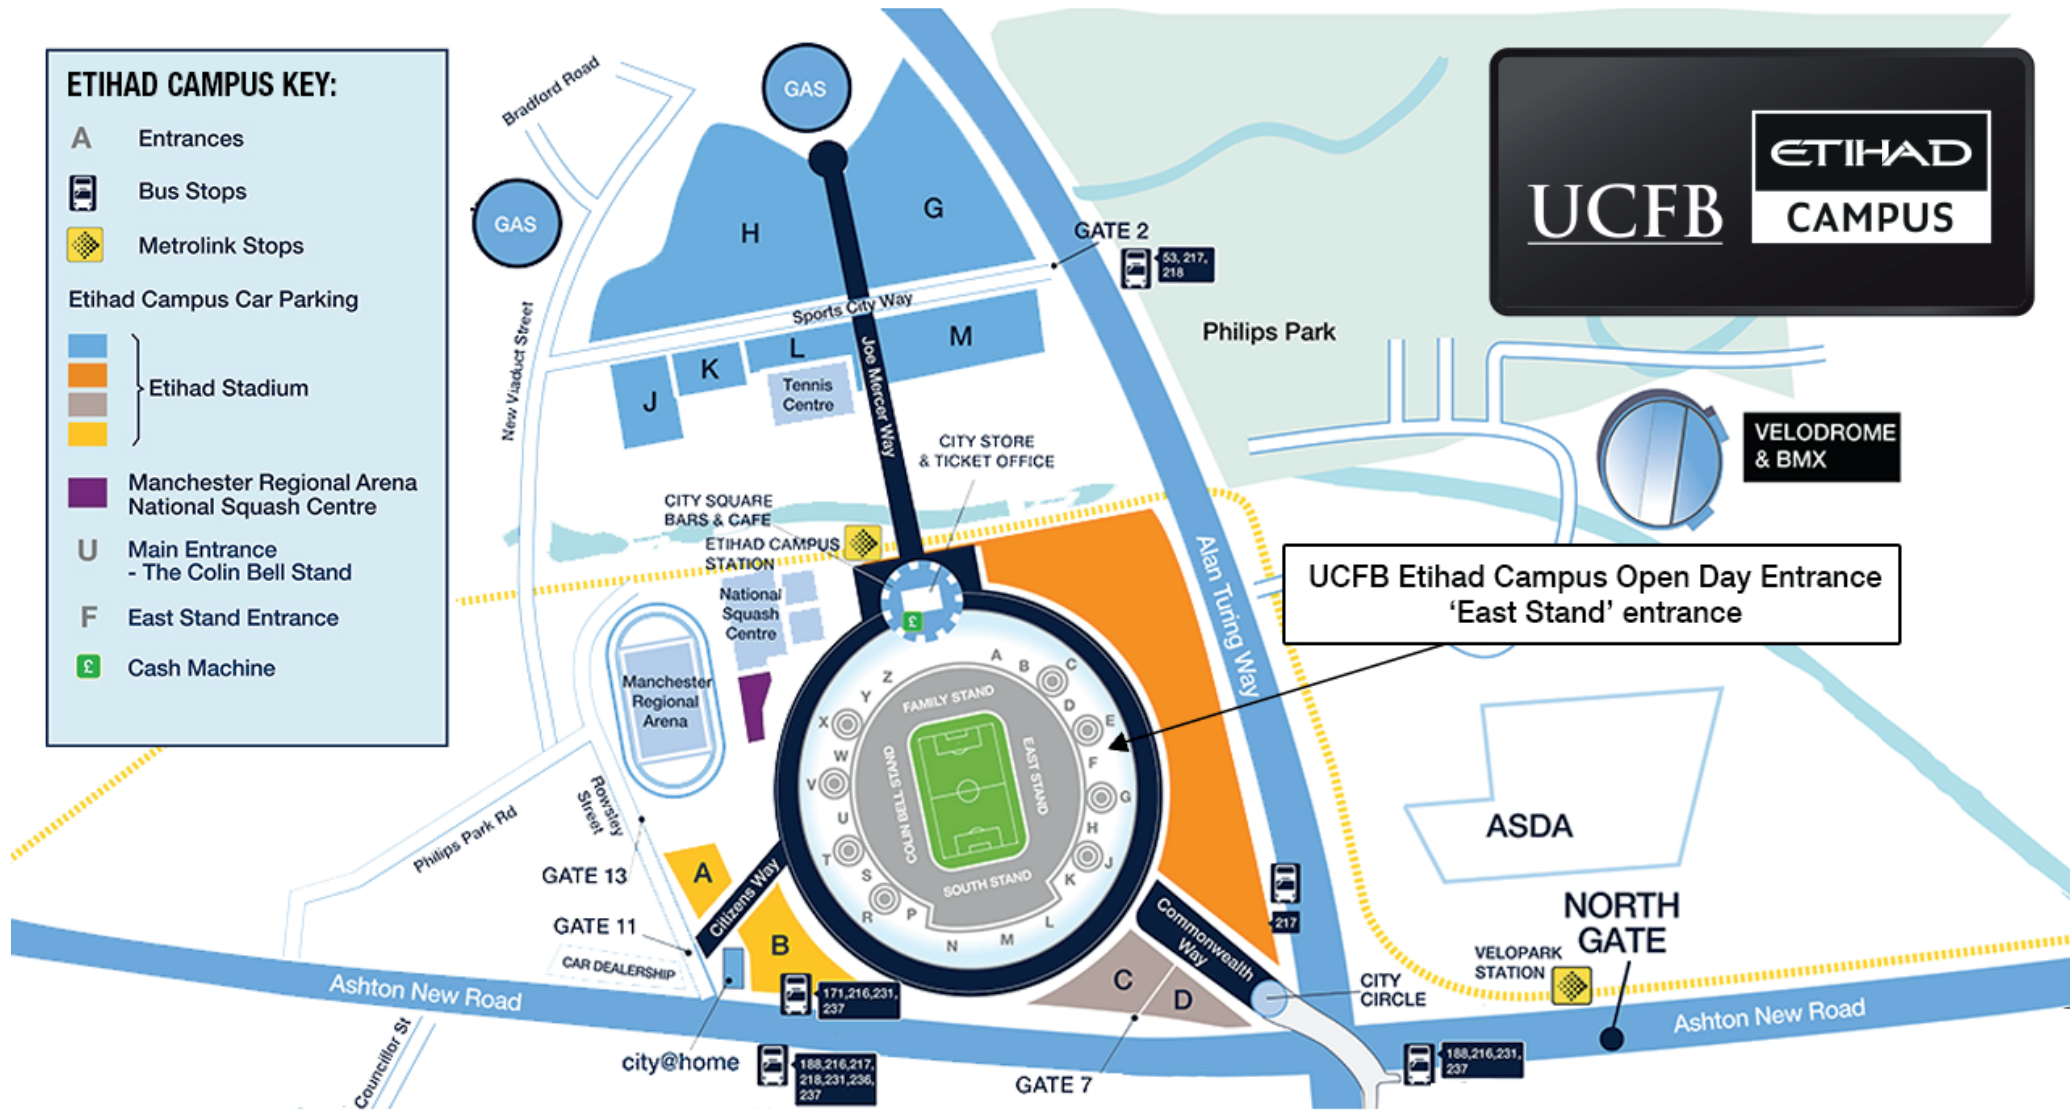 ETIHAD CAMPUS KEY:
A Entrances
Bus Stops
Metrolink Stops
Etihad Campus Car Parking
Etihad Stadium
Manchester Regional Arena
National Squash Centre
U Main Entrance
- The Colin Bell Stand
F East Stand Entrance
£ Cash Machine
Bradford Road
GAS
GAS
H
G
GATE 2
53, 217,
218
UCFB
ETIHAD
CAMPUS
Philips Park
New Viaduct Street
Sports City Way
Joe Mercer Way
J
K
L
M
Tennis
Centre
VELODROME
& BMX
CITY STORE
& TICKET OFFICE
CITY SQUARE
BARS & CAFE
ETIHAD CAMPUS
STATION
National
Squash
Centre
£
Alan Turing Way
UCFB Etihad Campus Open Day Entrance
‘East Stand’ entrance
Manchester
Regional
Arena
A
B
C
D
E
F
G
H
J
K
L
M
N
P
R
S
T
U
V
W
X
Y
Z
FAMILY STAND
EAST STAND
SOUTH STAND
COLIN BELL STAND
Rowsley
Street
Philips Park Rd
GATE 13
GATE 11
CAR DEALERSHIP
A
Citizens Way
B
171,216,231,
237
C
D
Commonwealth
Way
217
CITY
CIRCLE
ASDA
NORTH
GATE
VELOPARK
STATION
Ashton New Road
Ashton New Road
Councillor St
city@home
188,216,217,
218,231,236,
237
GATE 7
188,216,231,
237